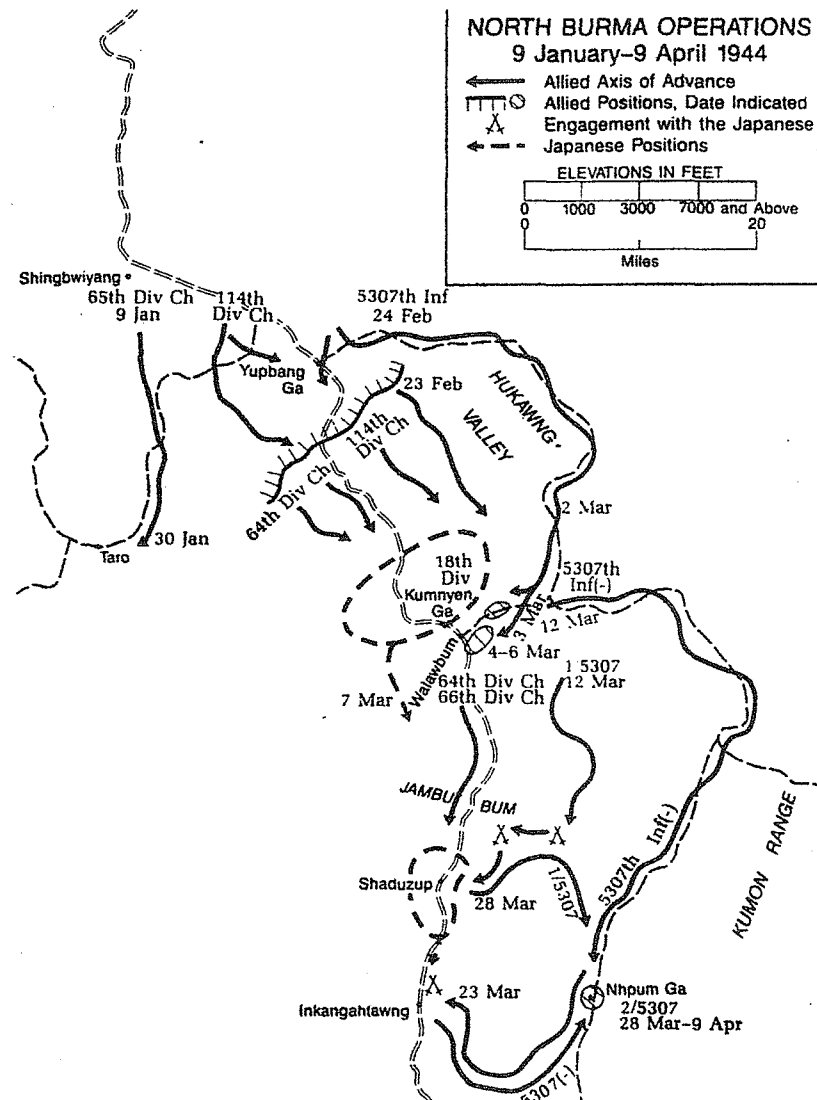 NORTH BURMA OPERATIONS
9 January–9 April 1944
Allied Axis of Advance
Allied Positions, Date Indicated
Engagement with the Japanese
Japanese Positions
ELEVATIONS IN FEET
0 1000 3000 7000 and Above
0 20
Miles
Shingbwiyang
65th Div Ch
9 Jan
114th
Div Ch
5307th Inf
24 Feb
Yupbang
Ga
23 Feb
HUKAWNG
VALLEY
114th
Div Ch
64th Div Ch
2 Mar
30 Jan
Taro
18th
Div
Kumnyen
Ga
5307th
Inf(-)
3 Mar
12 Mar
Walawbum
4–6 Mar
7 Mar
64th Div Ch
66th Div Ch
1 5307
12 Mar
JAMBU BUM
KUMON RANGE
5307th Inf(-)
Shaduzup
28 Mar
1/5307
23 Mar
Inkangahtawng
Nhpum Ga
2/5307
28 Mar–9 Apr
5307(-)